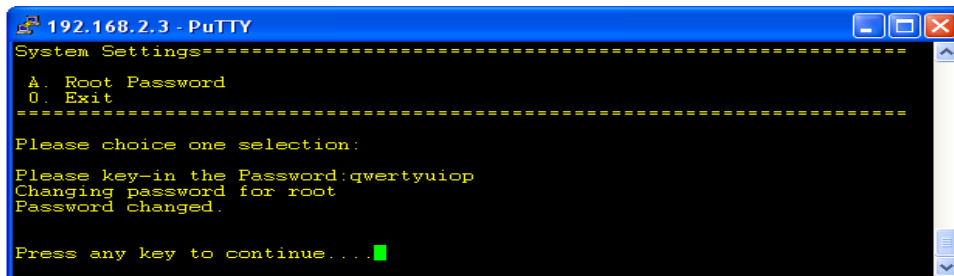 192.168.2.3 - PuTTY
System Settings=========================================================
A. Root Password
0. Exit
========================================================================
Please choice one selection:
Please key-in the Password:qwertyuiop
Changing password for root
Password changed.
Press any key to continue....